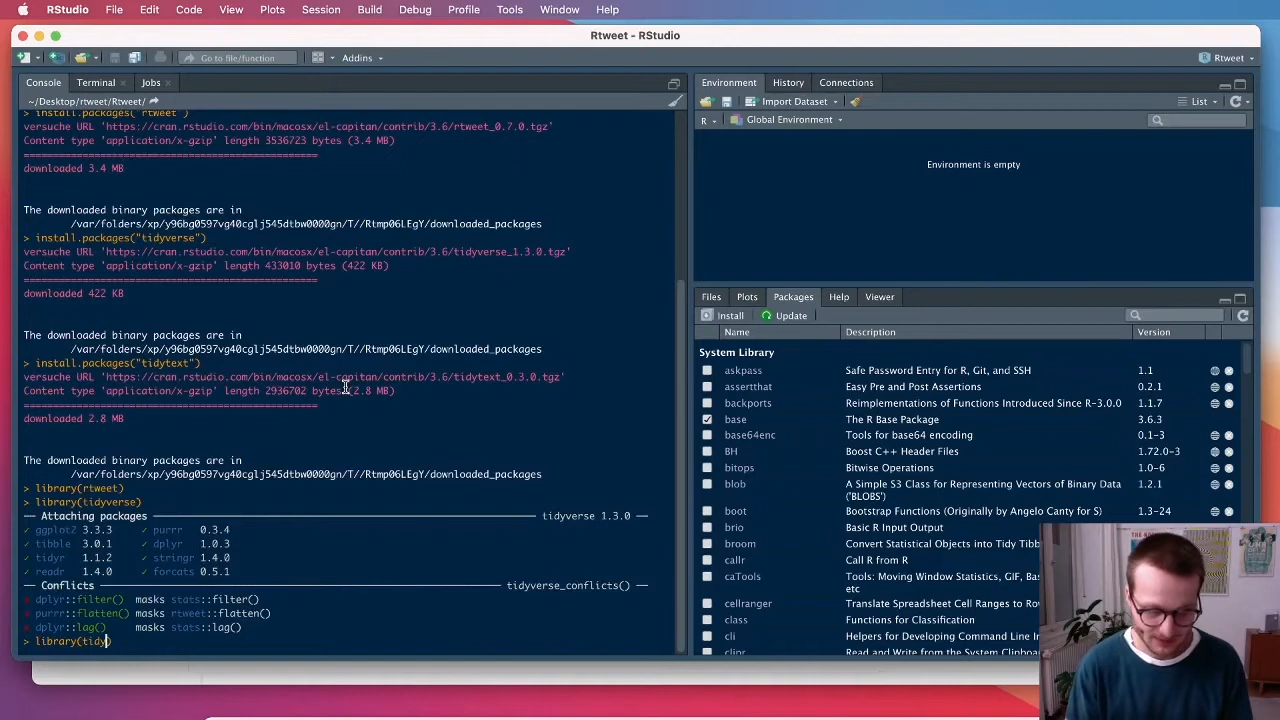 RStudio File Edit Code View Plots Session Build Debug Profile Tools Window Help
Rtweet - RStudio
Go to file/function Addins Rtweet
Console Terminal Jobs
~/Desktop/rtweet/Rtweet/
> install.packages("rtweet")
versuche URL 'https://cran.rstudio.com/bin/macosx/el-capitan/contrib/3.6/rtweet_0.7.0.tgz'
Content type 'application/x-gzip' length 3536723 bytes (3.4 MB)
==================================================
downloaded 3.4 MB
The downloaded binary packages are in
/var/folders/xp/y96bg0597vg40cglj545dtbw0000gn/T//Rtmp06LEgY/downloaded_packages
> install.packages("tidyverse")
versuche URL 'https://cran.rstudio.com/bin/macosx/el-capitan/contrib/3.6/tidyverse_1.3.0.tgz'
Content type 'application/x-gzip' length 433010 bytes (422 KB)
==================================================
downloaded 422 KB
The downloaded binary packages are in
/var/folders/xp/y96bg0597vg40cglj545dtbw0000gn/T//Rtmp06LEgY/downloaded_packages
> install.packages("tidytext")
versuche URL 'https://cran.rstudio.com/bin/macosx/el-capitan/contrib/3.6/tidytext_0.3.0.tgz'
Content type 'application/x-gzip' length 2936702 bytes (2.8 MB)
==================================================
downloaded 2.8 MB
The downloaded binary packages are in
/var/folders/xp/y96bg0597vg40cglj545dtbw0000gn/T//Rtmp06LEgY/downloaded_packages
> library(rtweet)
> library(tidyverse)
── Attaching packages ──── tidyverse 1.3.0 ──
✓ ggplot2 3.3.3 ✓ purrr 0.3.4
✓ tibble 3.0.1 ✓ dplyr 1.0.3
✓ tidyr 1.1.2 ✓ stringr 1.4.0
✓ readr 1.4.0 ✓ forcats 0.5.1
── Conflicts ──── tidyverse_conflicts() ──
x dplyr::filter() masks stats::filter()
x purrr::flatten() masks rtweet::flatten()
x dplyr::lag() masks stats::lag()
> library(tidy)
Environment History Connections
Import Dataset List
R Global Environment
Environment is empty
Files Plots Packages Help Viewer
Install Update
Name Description Version
System Library
askpass Safe Password Entry for R, Git, and SSH 1.1
assertthat Easy Pre and Post Assertions 0.2.1
backports Reimplementations of Functions Introduced Since R-3.0.0 1.1.7
base The R Base Package 3.6.3
base64enc Tools for base64 encoding 0.1-3
BH Boost C++ Header Files 1.72.0-3
bitops Bitwise Operations 1.0-6
blob A Simple S3 Class for Representing Vectors of Binary Data ('BLOBS') 1.2.1
boot Bootstrap Functions (Originally by Angelo Canty for S) 1.3-24
brio Basic R Input Output
broom Convert Statistical Objects into Tidy Tibb
callr Call R from R
caTools Tools: Moving Window Statistics, GIF, Bas
etc
cellranger Translate Spreadsheet Cell Ranges to Row
class Functions for Classification
cli Helpers for Developing Command Line In
clipr Read and Write from the System Clipboar